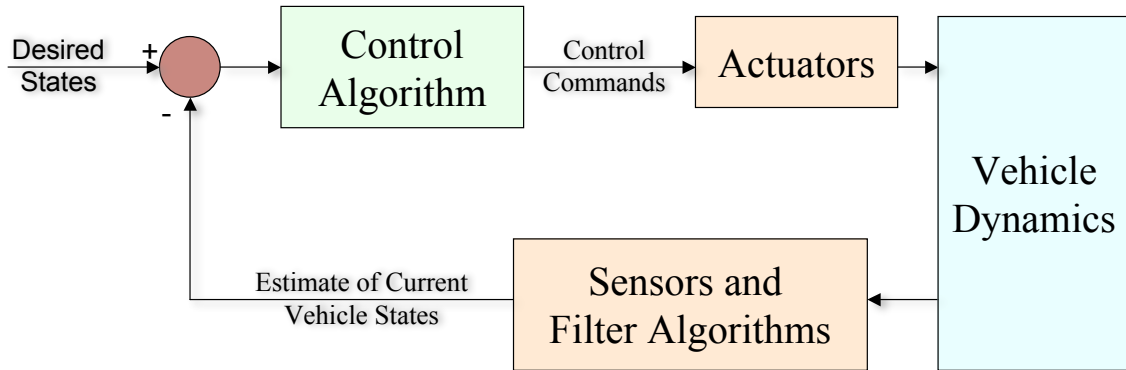 Desired
States
+
-
Control
Algorithm
Control
Commands
Actuators
Vehicle
Dynamics
Sensors and
Filter Algorithms
Estimate of Current
Vehicle States